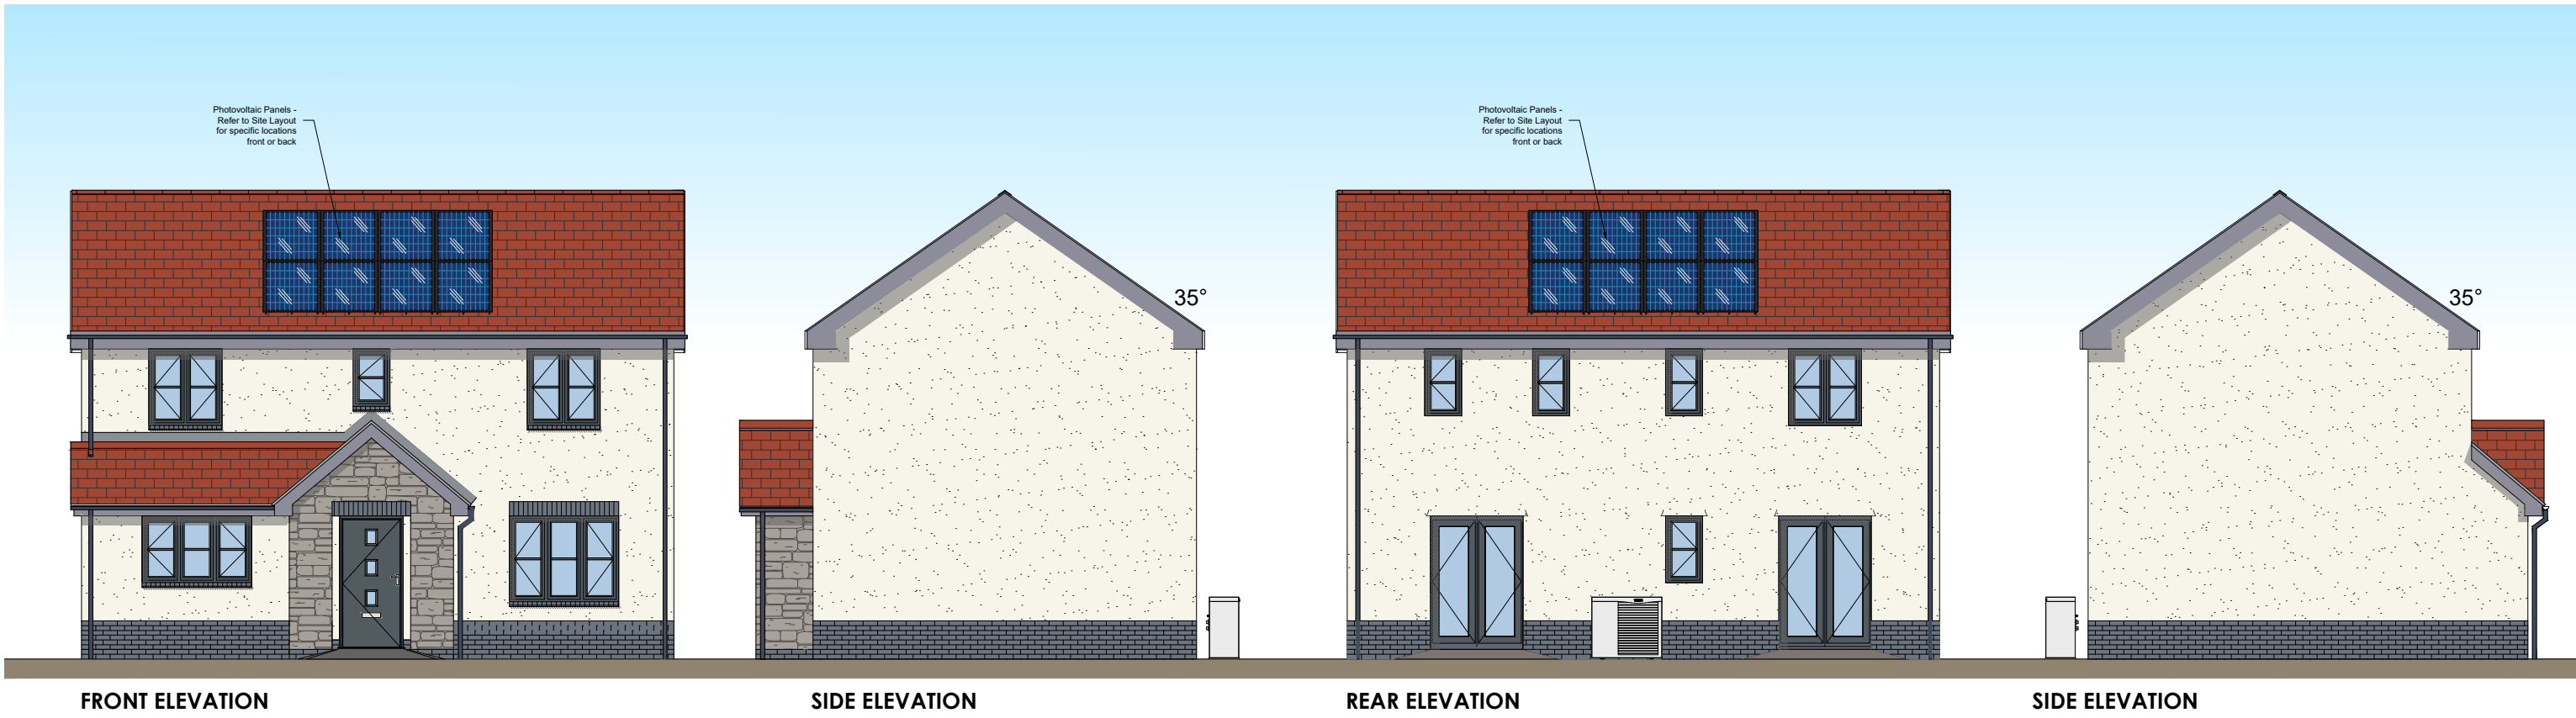 Photovoltaic Panels -
Refer to Site Layout
for specific locations
front or back
Photovoltaic Panels -
Refer to Site Layout
for specific locations
front or back
35°
35°
FRONT ELEVATION
SIDE ELEVATION
REAR ELEVATION
SIDE ELEVATION